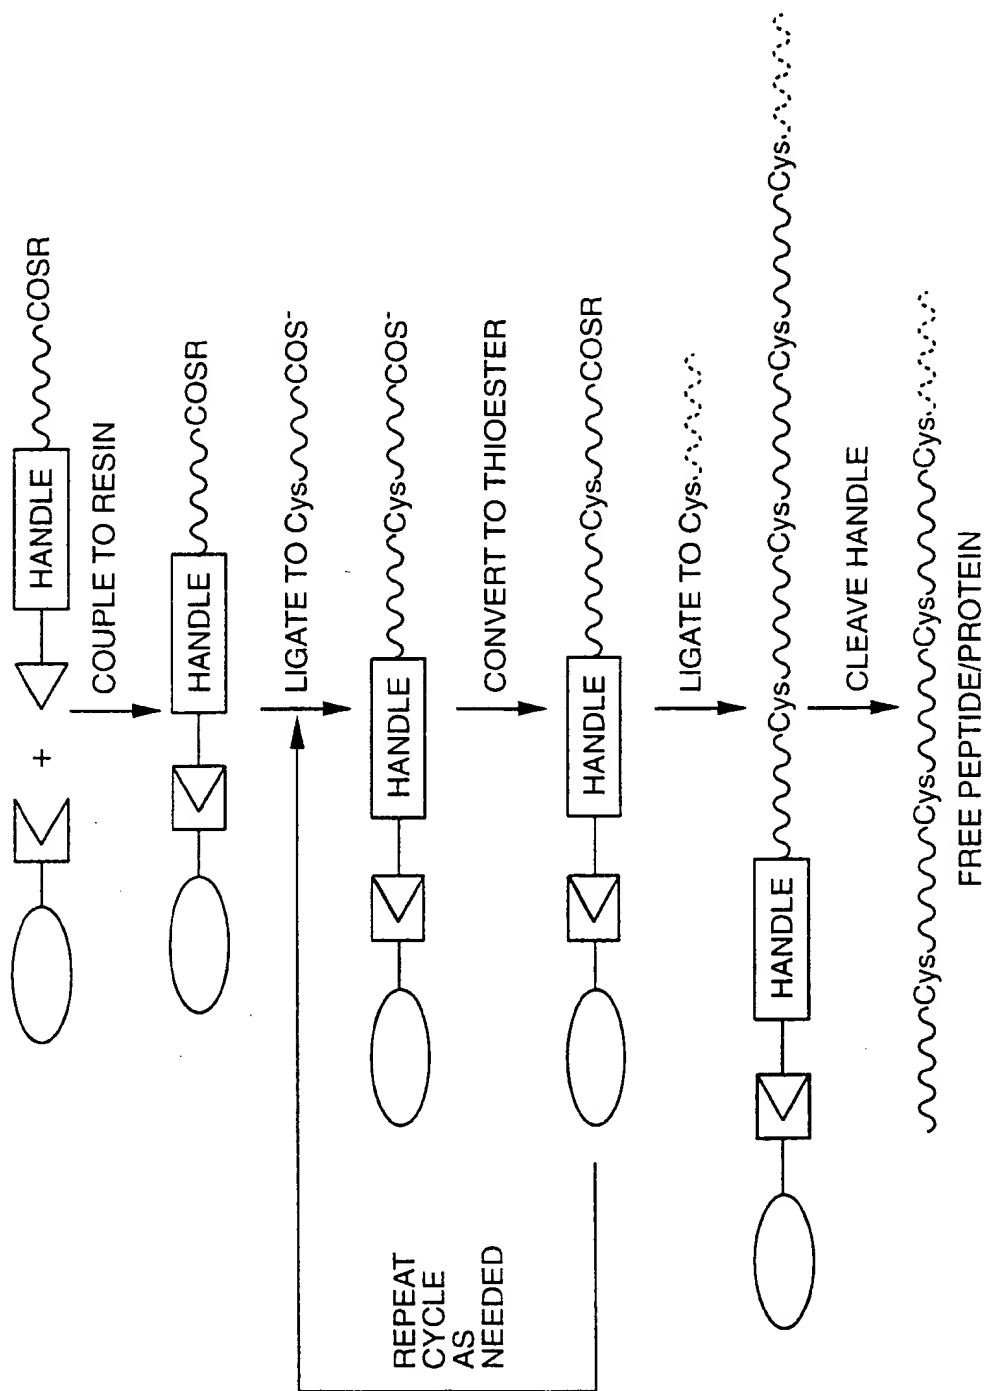 + HANDLE COSR
COUPLE TO RESIN
HANDLE COSR
LIGATE TO Cys COS⁻
HANDLE Cys COS⁻
CONVERT TO THIOESTER
HANDLE Cys COSR
REPEAT
CYCLE
AS
NEEDED
LIGATE TO Cys
HANDLE Cys Cys Cys Cys
CLEAVE HANDLE
Cys Cys Cys Cys
FREE PEPTIDE/PROTEIN